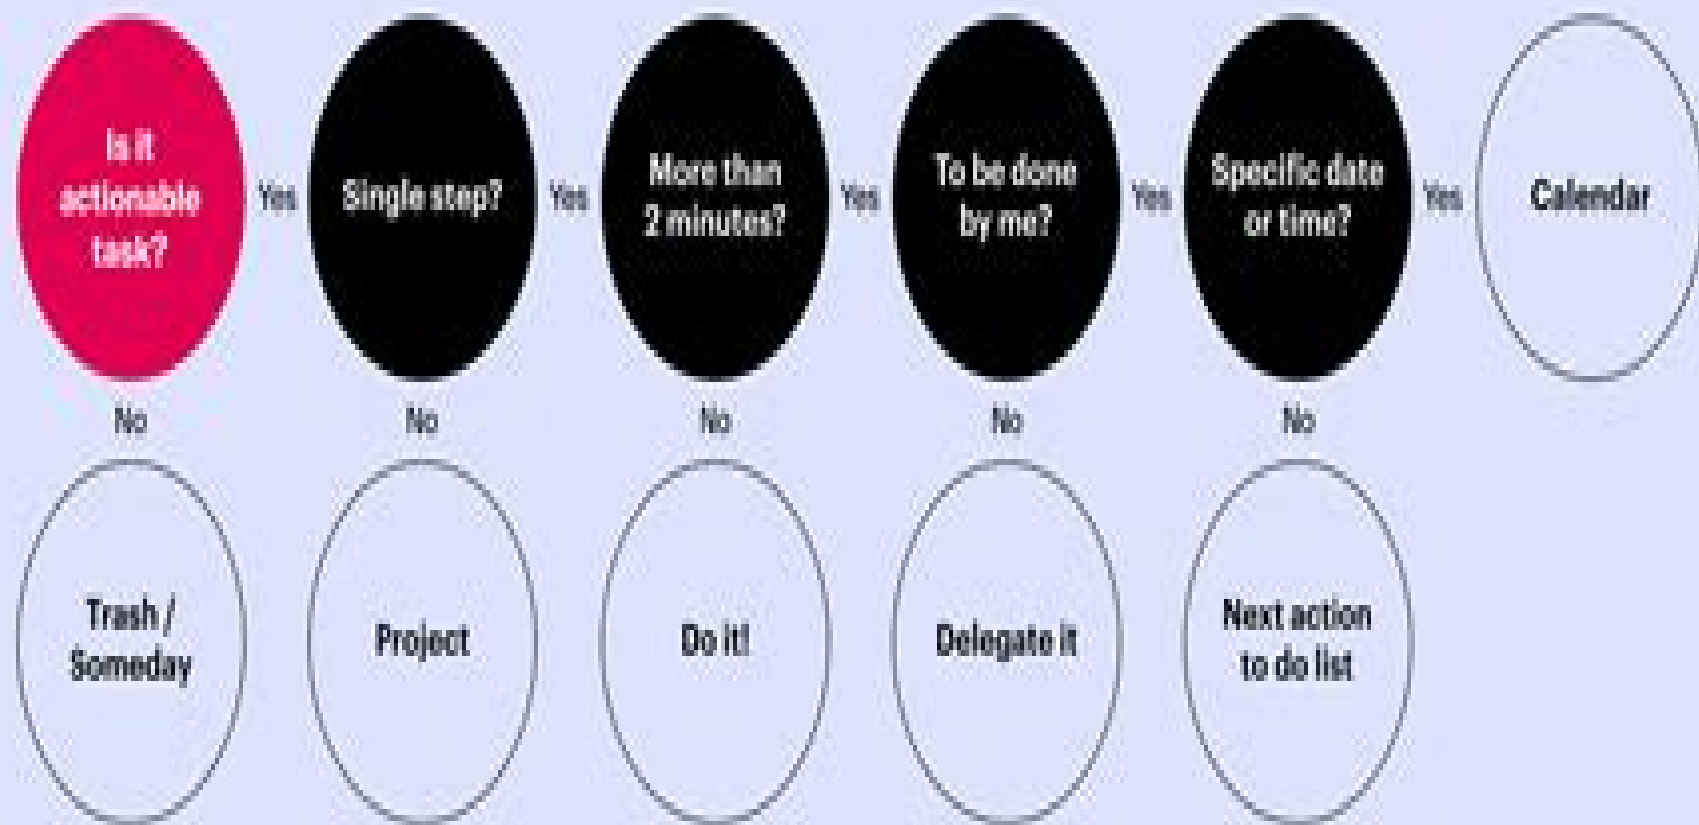 Is it
actionable
task?
Yes
Single step?
Yes
More than
2 minutes?
Yes
To be done
by me?
Yes
Specific date
or time?
Yes
Calendar
No
No
No
No
No
Trash /
Someday
Project
Do it!
Delegate it
Next action
to do list